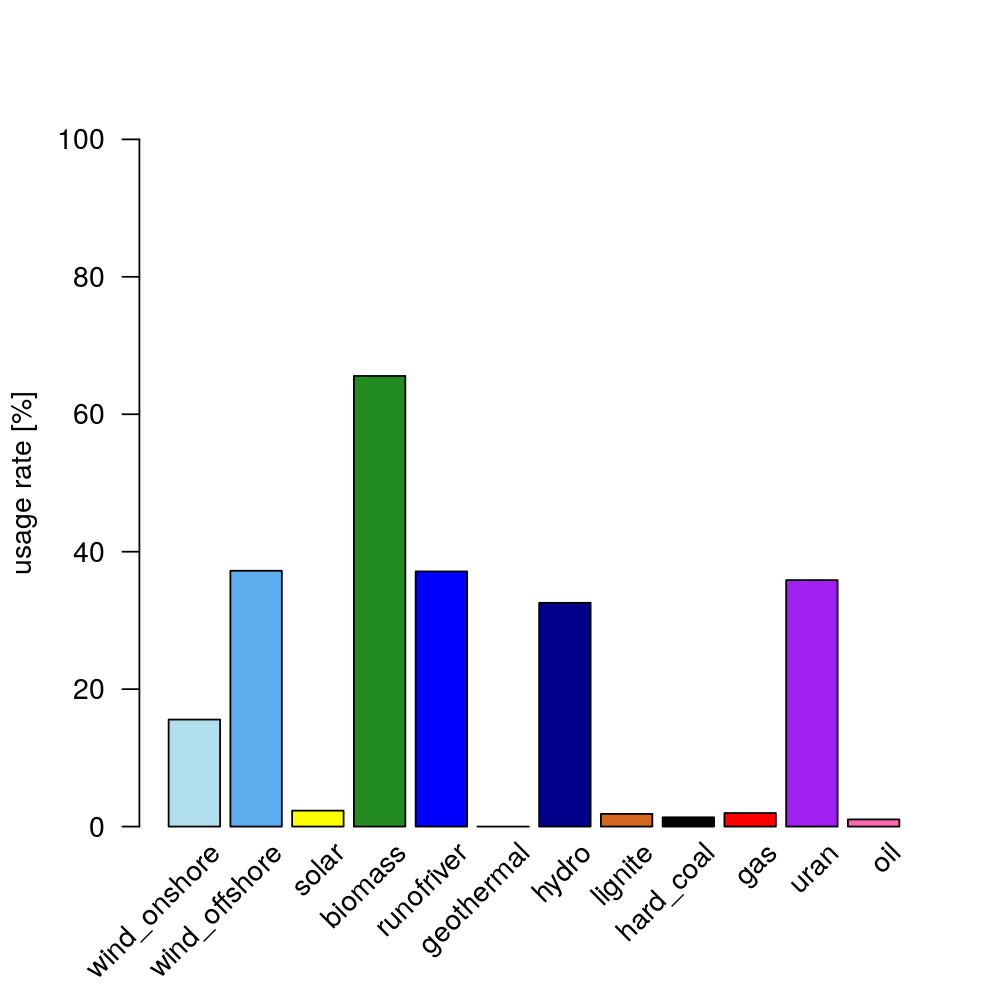 100
80
60
40
20
0
usage rate [%]
wind_onshore
wind_offshore
solar
biomass
runofriver
geothermal
hydro
lignite
hard_coal
gas
uran
oil